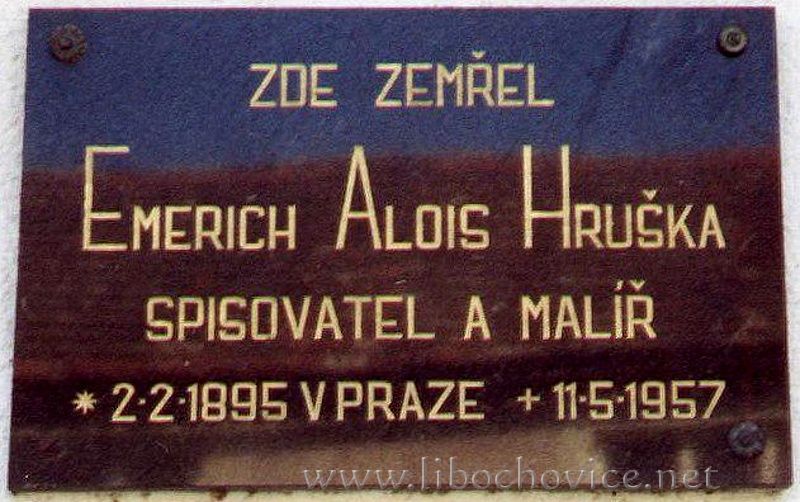 ZDE ZEMŘEL
EMERICH ALOIS HRUŠKA
SPISOVATEL A MALÍŘ
* 2·2·1895 V PRAZE + 11·5·1957
www.libochovice.net